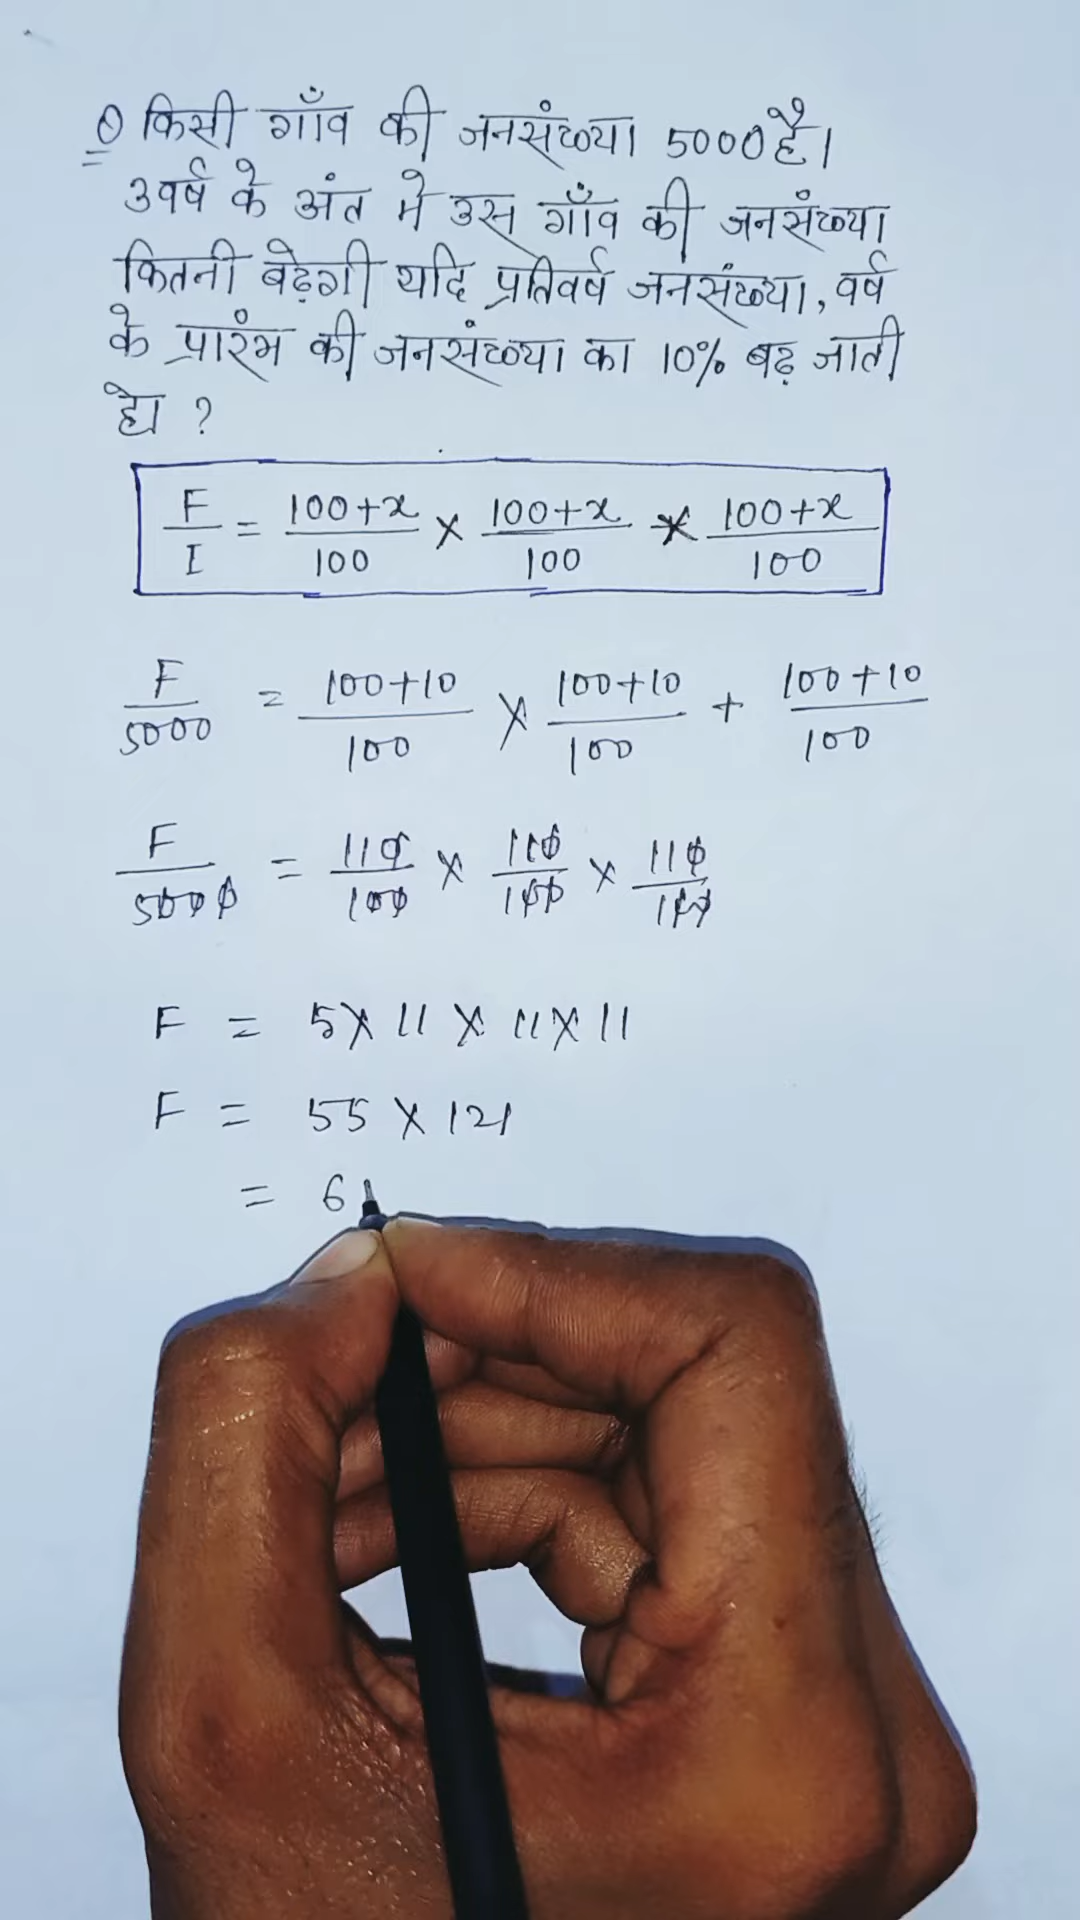 Q किसी गाँव की जनसंख्या 5000 है।
3 वर्ष के अंत मे उस गाँव की जनसंख्या
कितनी बढ़ेगी यदि प्रतिवर्ष जनसंख्या, वर्ष
के प्रारंभ की जनसंख्या का 10% बढ़ जाती
हो ?
F/I = (100+x)/100 × (100+x)/100 × (100+x)/100
F/5000 = (100+10)/100 × (100+10)/100 + (100+10)/100
F/5000 = 110/100 × 110/100 × 110/100
F = 5×11×11×11
F = 55×121
= 6